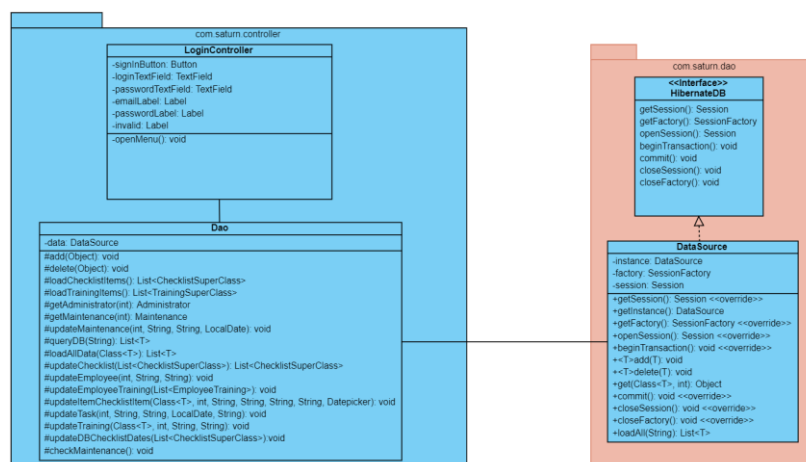 com.saturn.controller
LoginController
-signInButton: Button
-loginTextField: TextField
-passwordTextField: TextField
-emailLabel: Label
-passwordLabel: Label
-invalid: Label
-openMenu(): void
Dao
-data: DataSource
#add(Object): void
#delete(Object): void
#loadChecklistItems(): List<ChecklistSuperClass>
#loadTrainingItems(): List<TrainingSuperClass>
#getAdministrator(int): Administrator
#getMaintenance(int): Maintenance
#updateMaintenance(int, String, String, LocalDate): void
#queryDB(String): List<T>
#loadAllData(Class<T>): List<T>
#updateChecklist(List<ChecklistSuperClass>): List<ChecklistSuperClass>
#updateEmployee(int, String, String): void
#updateEmployeeTraining(List<EmployeeTraining>): void
#updateItemChecklistItem(Class<T>, int, String, String, String, String, Datepicker): void
#updateTask(int, String, String, LocalDate, String): void
#updateTraining(Class<T>, int, String, String): void
#updateDBChecklistDates(List<ChecklistSuperClass>):void
#checkMaintenance(): void
com.saturn.dao
<<Interface>>
HibernateDB
getSession(): Session
getFactory(): SessionFactory
openSession(): Session
beginTransaction(): void
commit(): void
closeSession(): void
closeFactory(): void
DataSource
-instance: DataSource
-factory: SessionFactory
-session: Session
+getSession(): Session <<override>>
+getInstance(): DataSource
+getFactory(): SessionFactory <<override>>
+openSession(): Session <<override>>
+beginTransaction(): void <<override>>
+<T>add(T): void
+<T>delete(T): void
+get(Class<T>, int): Object
+commit(): void <<override>>
+closeSession(): void <<override>>
+closeFactory(): void <<override>>
+loadAll(String): List<T>